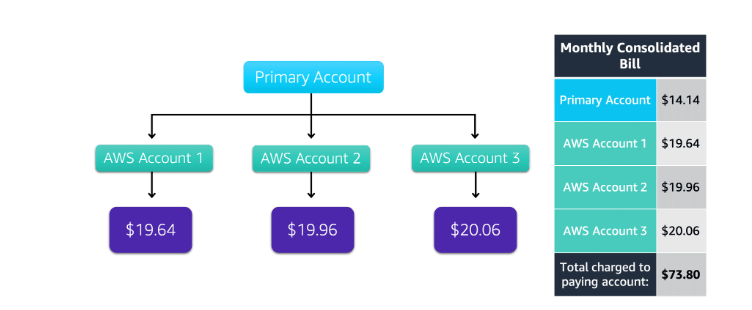 Primary Account
AWS Account 1
AWS Account 2
AWS Account 3
$19.64
$19.96
$20.06
Monthly Consolidated
Bill
Primary Account $14.14
AWS Account 1 $19.64
AWS Account 2 $19.96
AWS Account 3 $20.06
Total charged to
paying account: $73.80